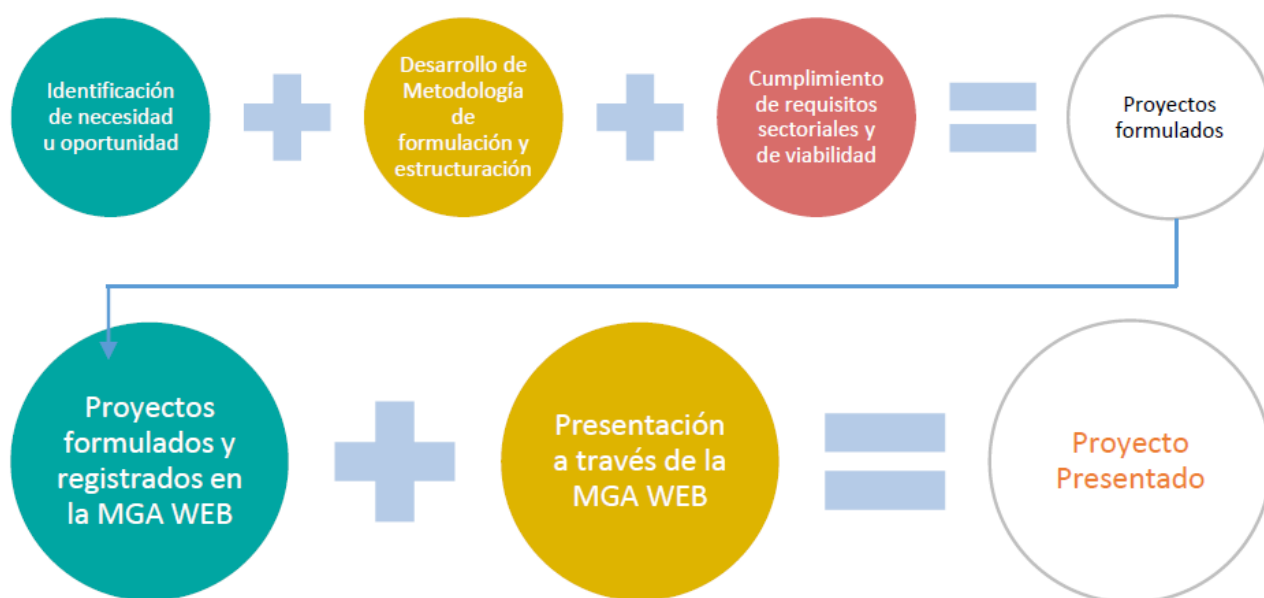 Identificación
de necesidad
u oportunidad
Desarrollo de
Metodología
de
formulación y
estructuración
Cumplimiento
de requisitos
sectoriales y
de viabilidad
Proyectos
formulados
Proyectos
formulados y
registrados en
la MGA WEB
Presentación
a través de la
MGA WEB
Proyecto
Presentado